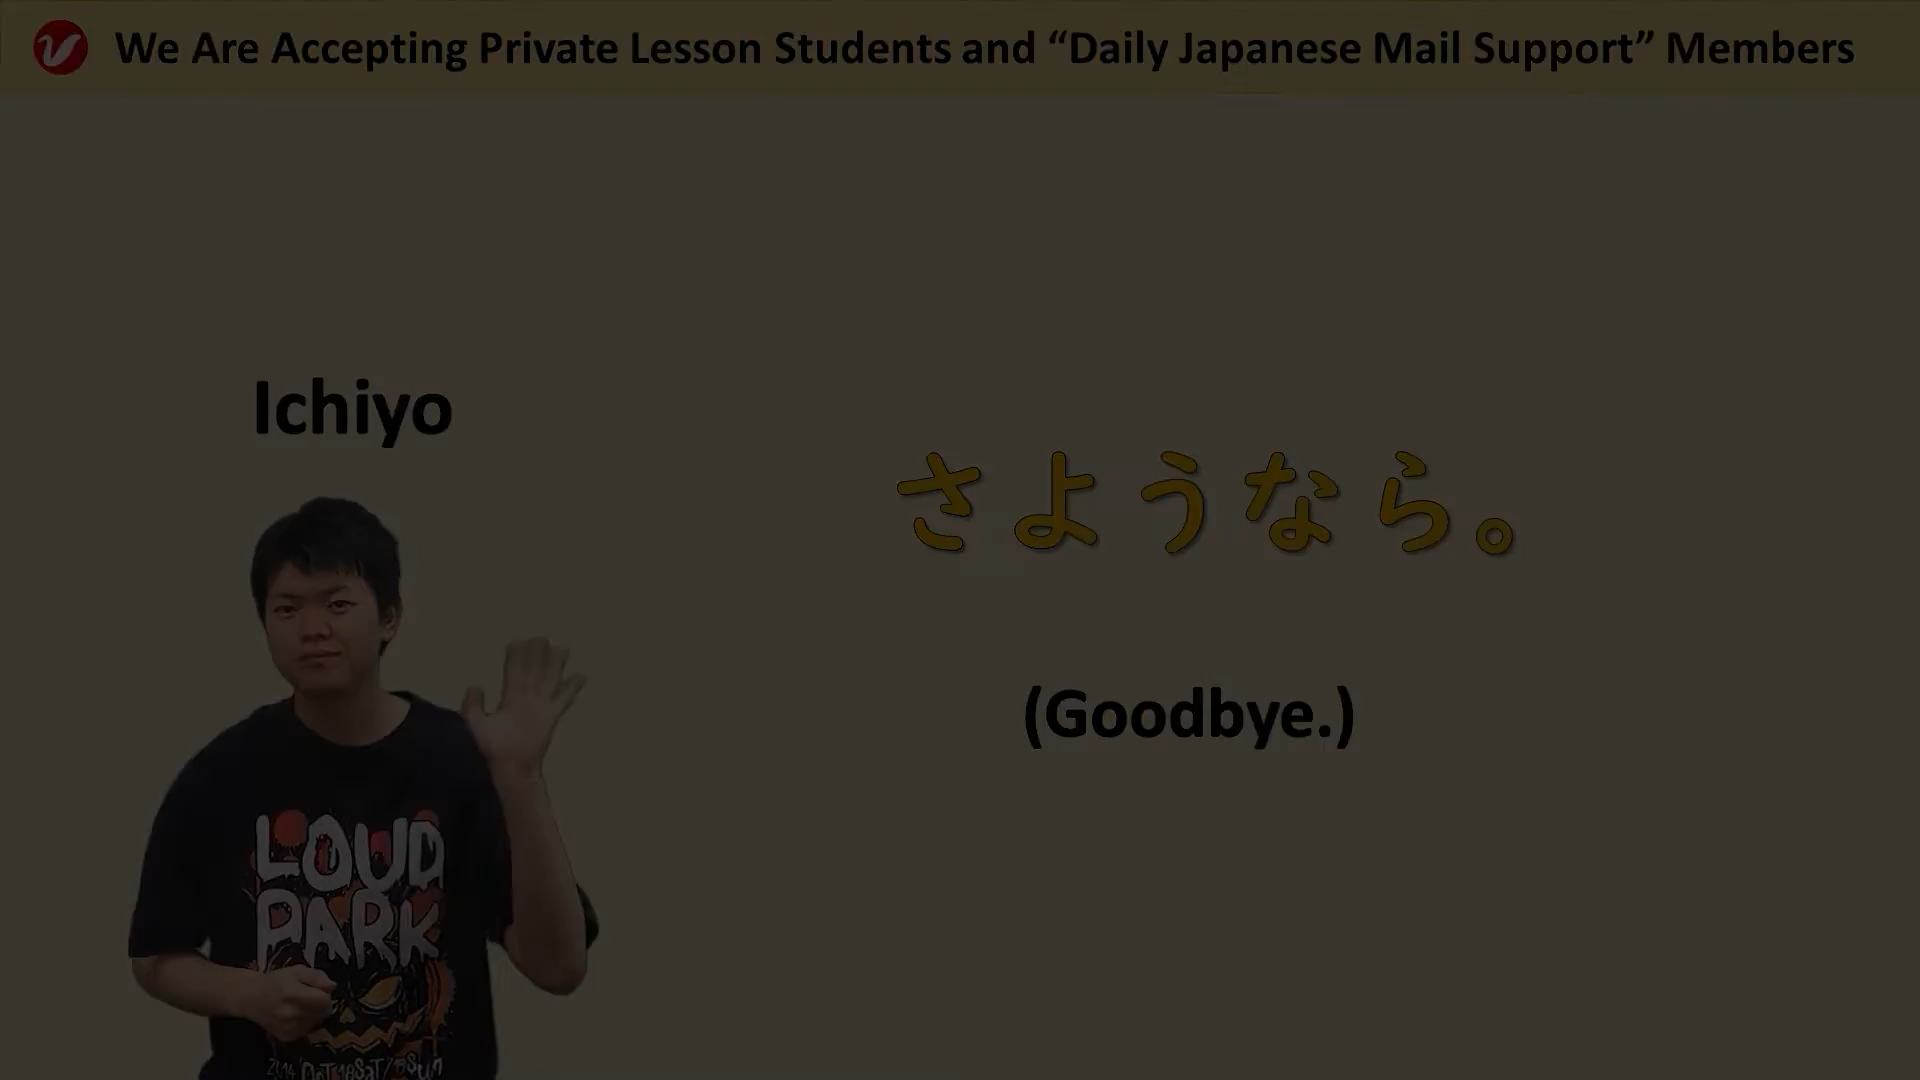 We Are Accepting Private Lesson Students and “Daily Japanese Mail Support” Members
Ichiyo
さようなら。
(Goodbye.)
LOUD
PARK